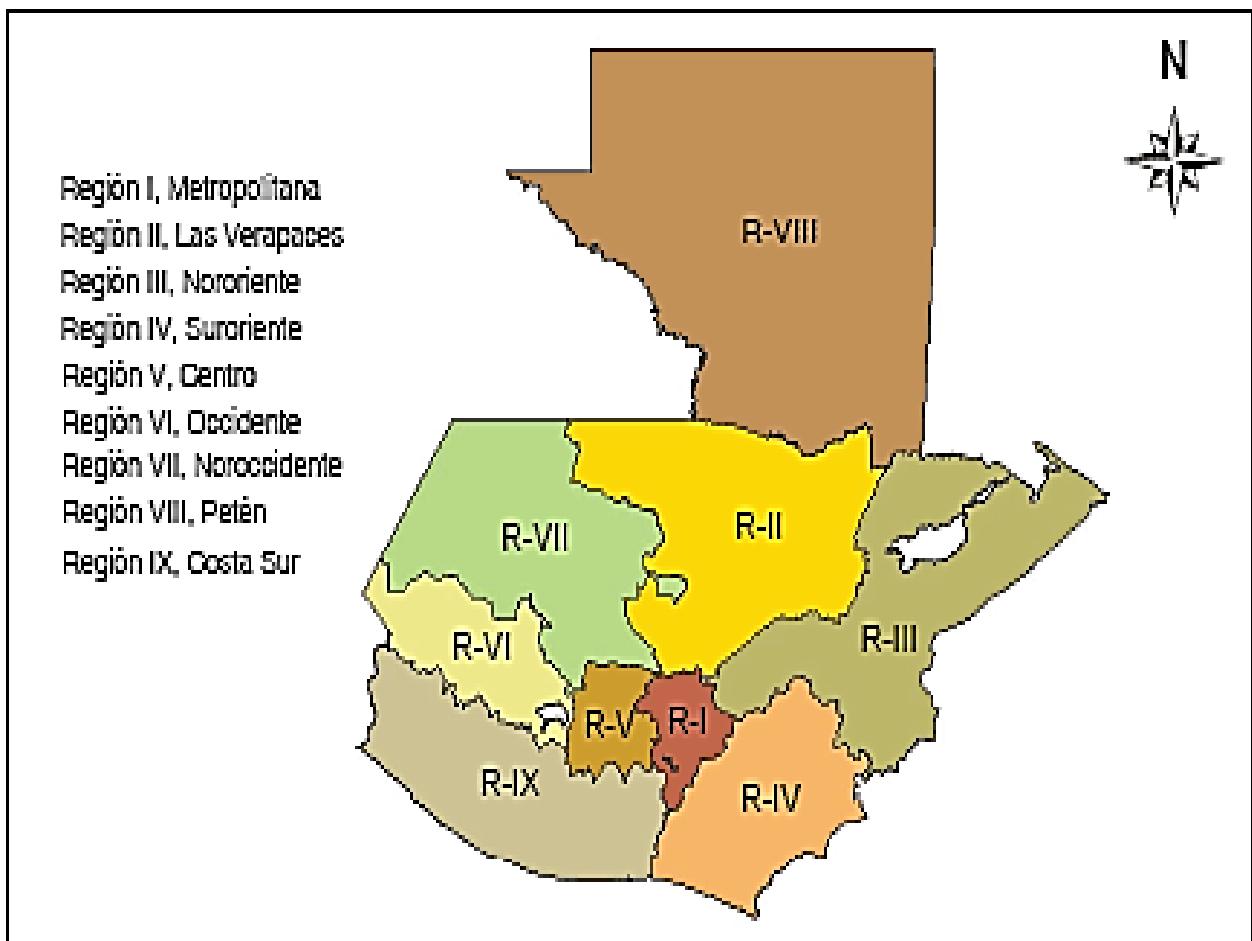 N
Región I, Metropolitana
Región II, Las Verapaces
Región III, Nororiente
Región IV, Suroriente
Región V, Centro
Región VI, Occidente
Región VII, Noroccidente
Región VIII, Petén
Región IX, Costa Sur
R-VIII
R-VII
R-II
R-VI
R-III
R-V
R-I
R-IX
R-IV